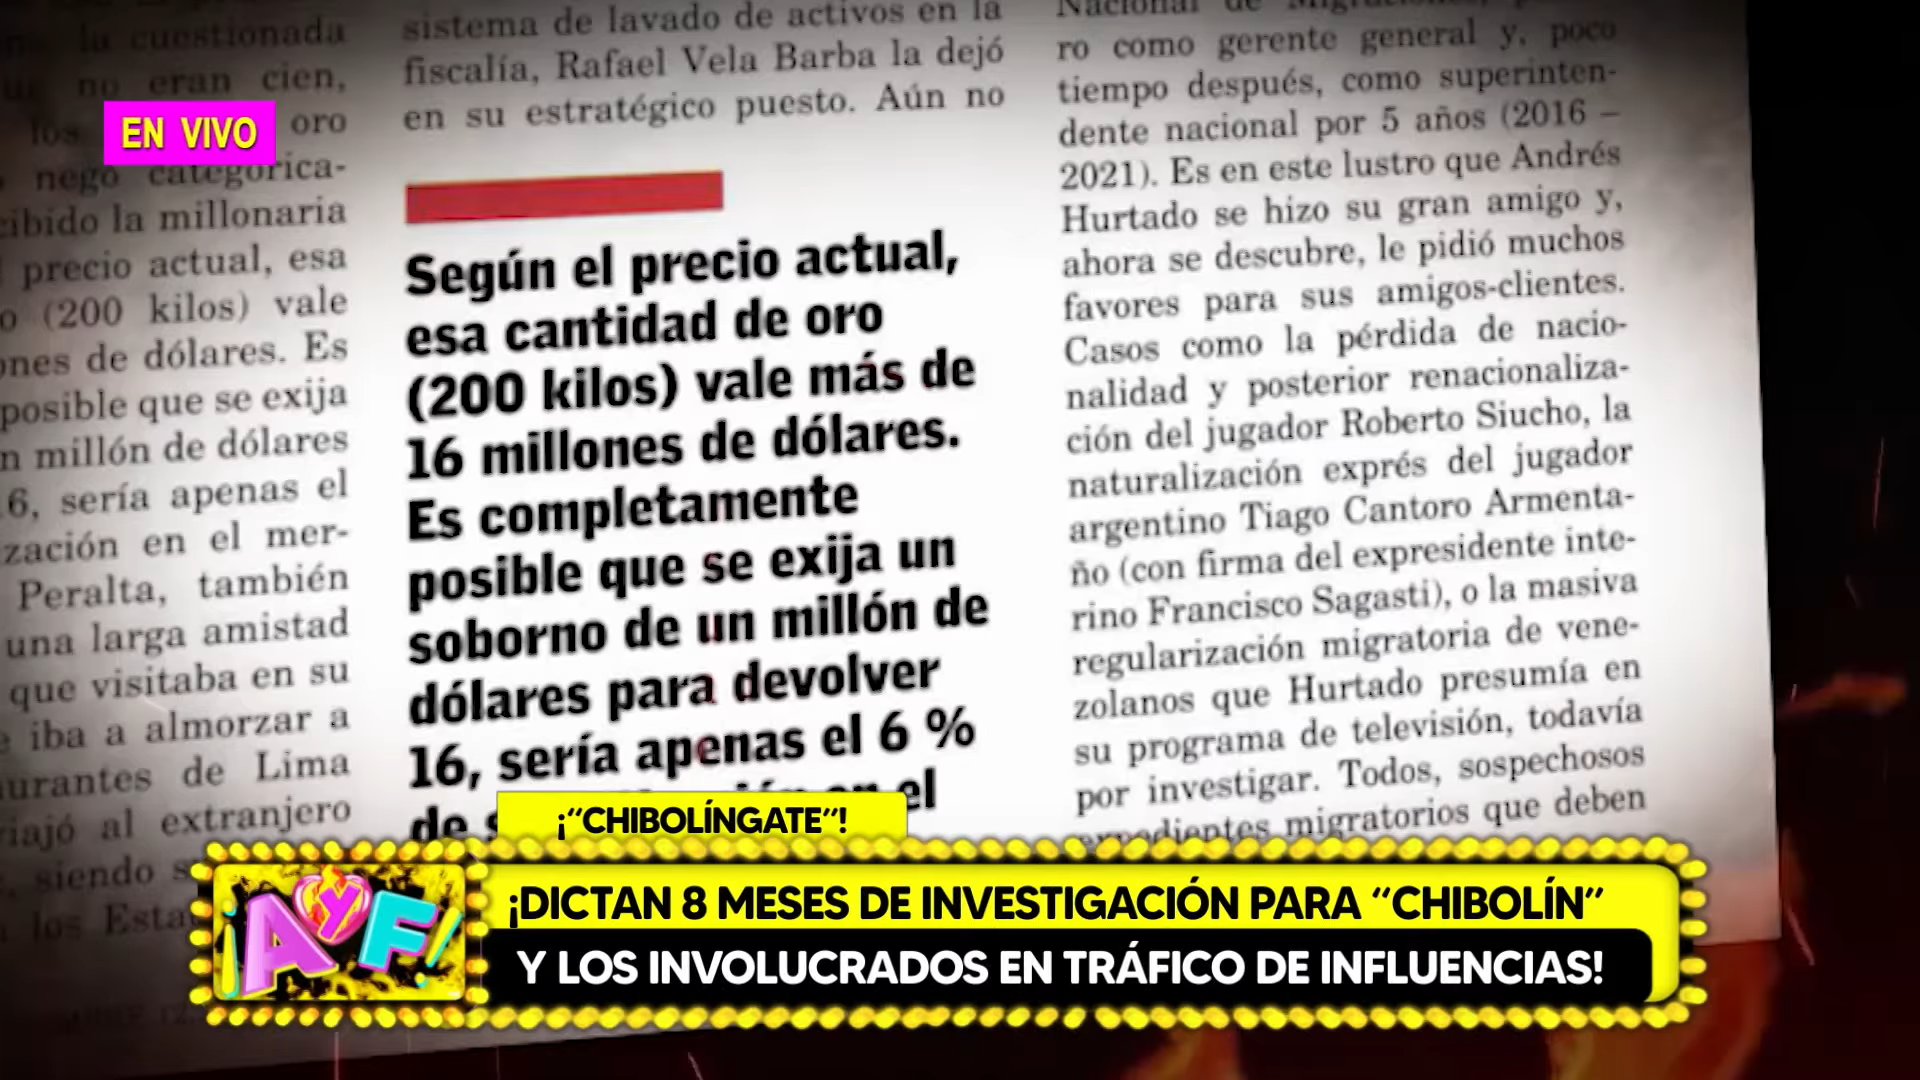 la cuestionada
no eran cien,
los
oro
negó categórica-
cibido la millonaria
precio actual, esa
(200 kilos) vale
ones de dólares. Es
posible que se exija
n millón de dólares
6, sería apenas el
zación en el mer-
Peralta, también
una larga amistad
que visitaba en su
iba a almorzar a
aurantes de Lima
iajó al extranjero
siendo
los Esta
sistema de lavado de activos en la
fiscalía, Rafael Vela Barba la dejó
en su estratégico puesto. Aún no
Según el precio actual,
esa cantidad de oro
(200 kilos) vale más de
16 millones de dólares.
Es completamente
posible que se exija un
soborno de un millón de
dólares para devolver
16, sería apenas el 6 %
de
el
Nacional de Migraciones,
ro como gerente general y, poco
tiempo después, como superinten-
dente nacional por 5 años (2016 –
2021). Es en este lustro que Andrés
Hurtado se hizo su gran amigo y,
ahora se descubre, le pidió muchos
favores para sus amigos-clientes.
Casos como la pérdida de nacio-
nalidad y posterior renacionaliza-
ción del jugador Roberto Siucho, la
naturalización exprés del jugador
argentino Tiago Cantoro Armenta-
ño (con firma del expresidente inte-
rino Francisco Sagasti), o la masiva
regularización migratoria de vene-
zolanos que Hurtado presumía en
su programa de televisión, todavía
por investigar. Todos, sospechosos
expedientes migratorios que deben
EN VIVO
¡“CHIBOLÍNGATE”!
¡AyF!
¡DICTAN 8 MESES DE INVESTIGACIÓN PARA “CHIBOLÍN”
Y LOS INVOLUCRADOS EN TRÁFICO DE INFLUENCIAS!